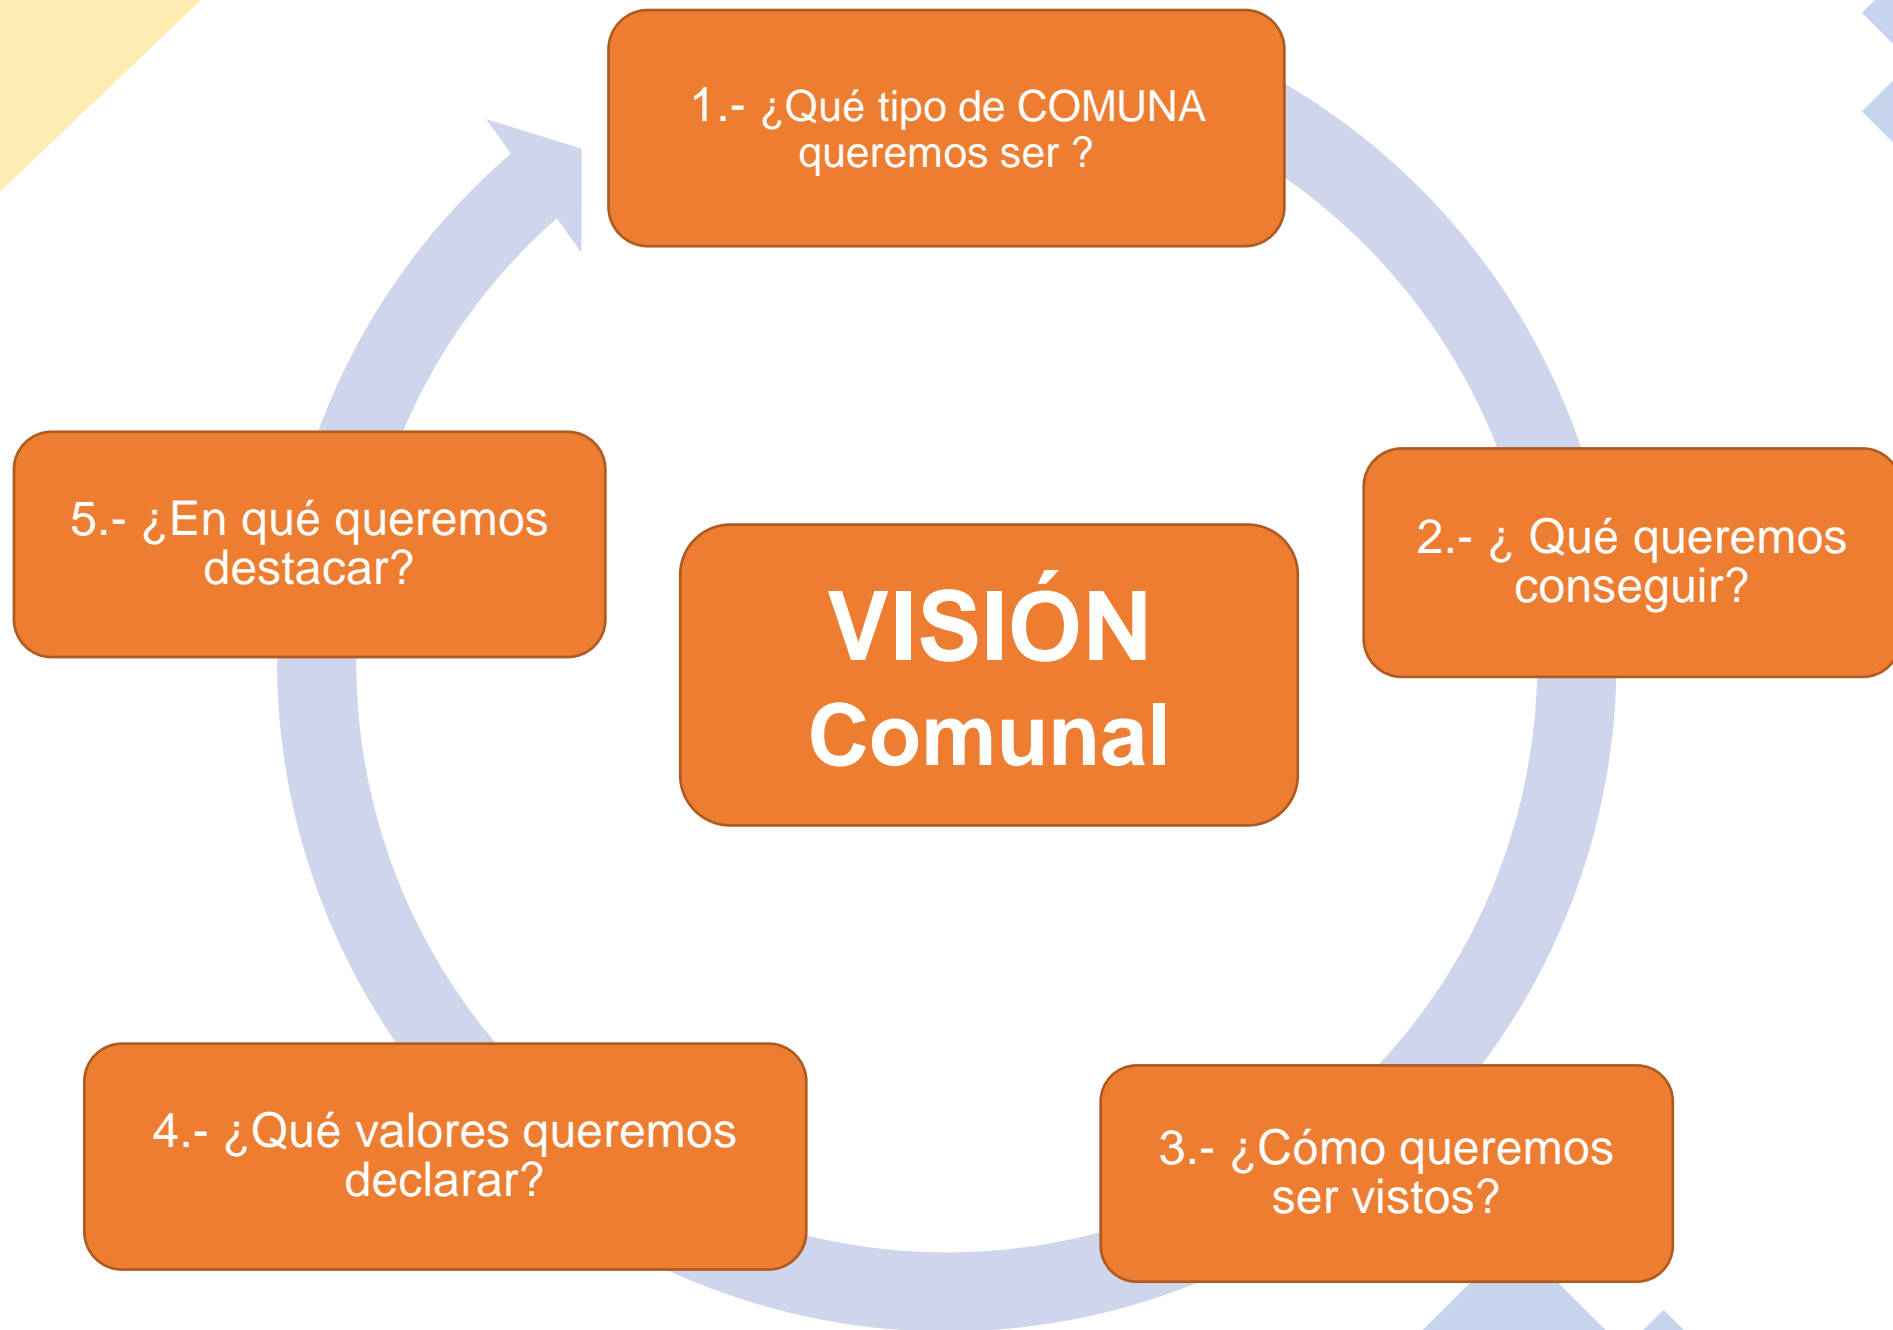 1.- ¿Qué tipo de COMUNA
queremos ser ?
2.- ¿ Qué queremos
conseguir?
3.- ¿Cómo queremos
ser vistos?
4.- ¿Qué valores queremos
declarar?
5.- ¿En qué queremos
destacar?
VISIÓN
Comunal